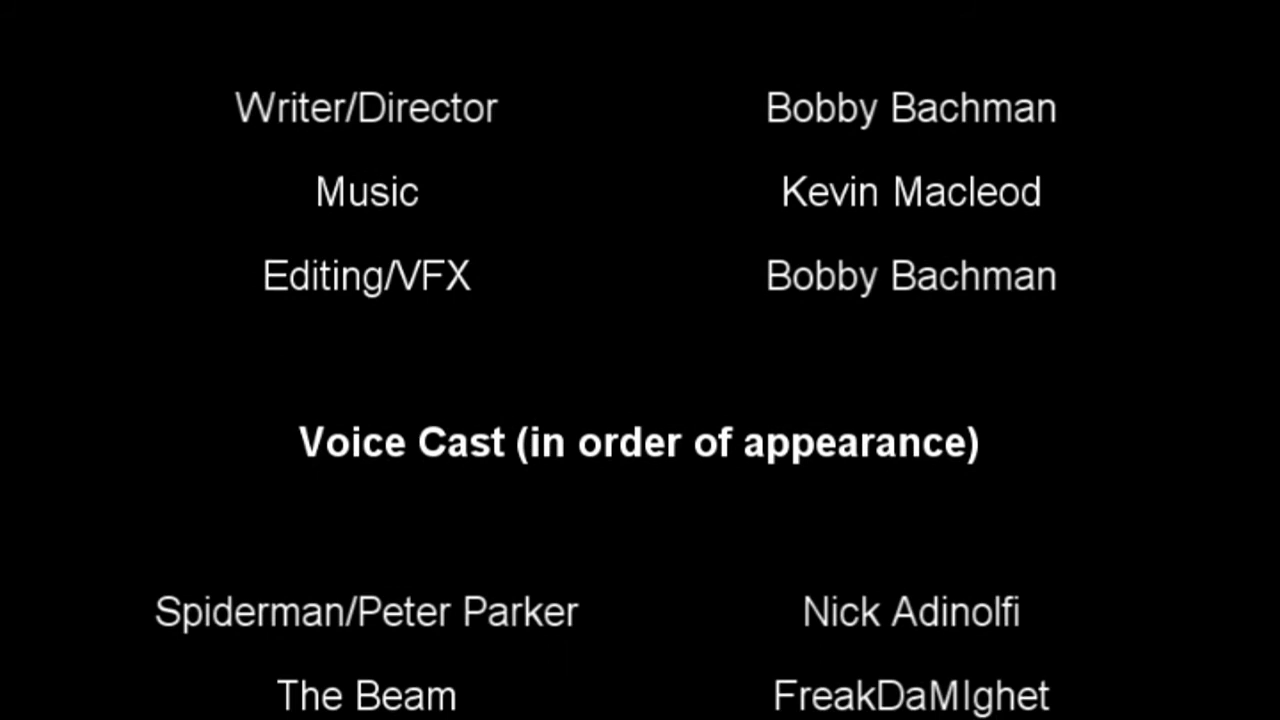 Writer/Director Bobby Bachman
Music Kevin Macleod
Editing/VFX Bobby Bachman
Voice Cast (in order of appearance)
Spiderman/Peter Parker Nick Adinolfi
The Beam FreakDaMIghet